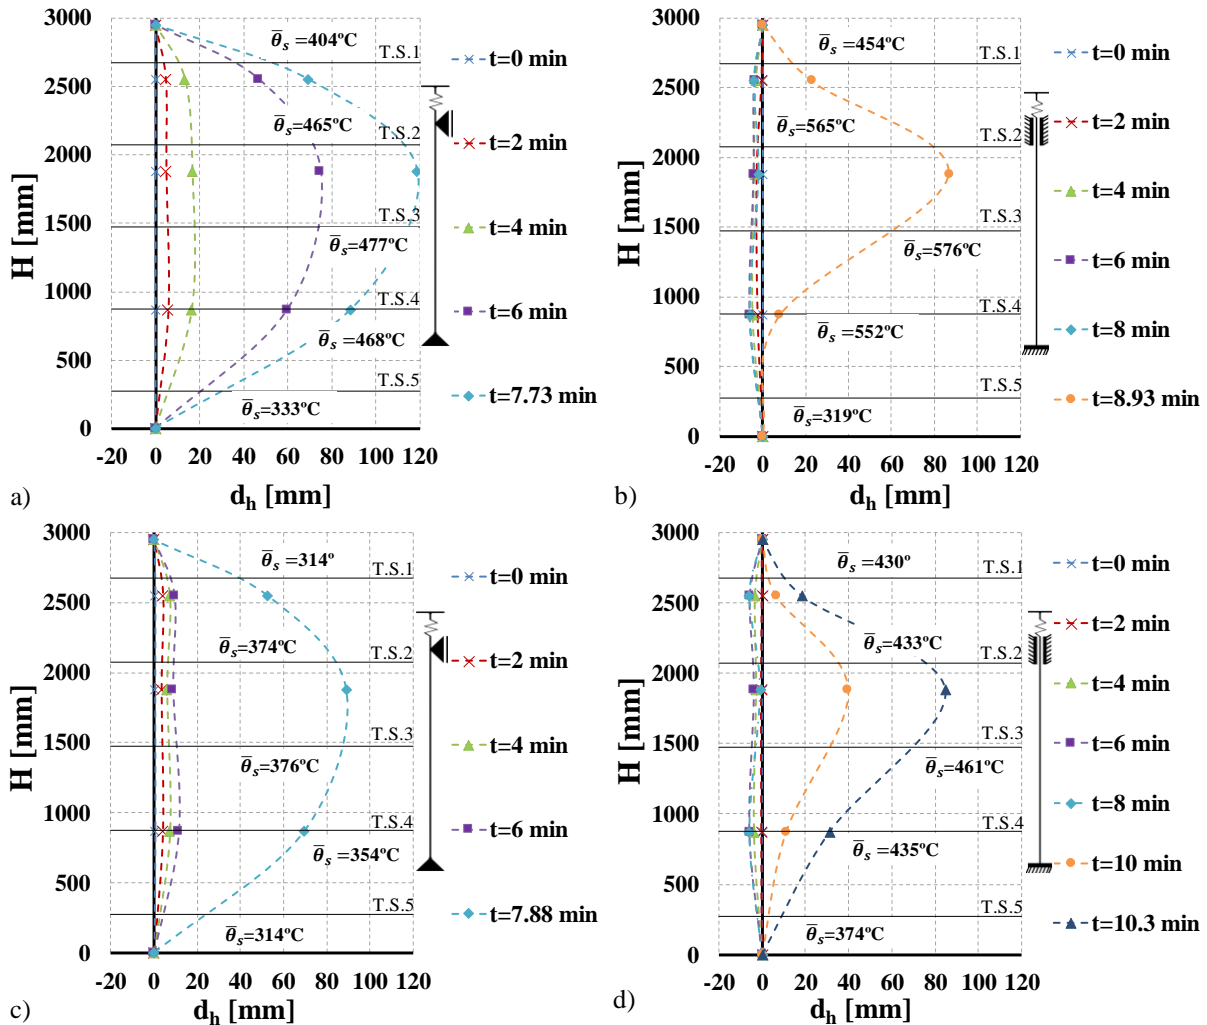 3000
2500
2000
1500
1000
500
0
H [mm]
θ̅s =404ºC
T.S.1
θ̅s =465ºC
T.S.2
T.S.3
θ̅s =477ºC
T.S.4
θ̅s =468ºC
T.S.5
θ̅s =333ºC
-20 0 20 40 60 80 100 120
dh [mm]
t=0 min
t=2 min
t=4 min
t=6 min
t=7.73 min
a)
3000
2500
2000
1500
1000
500
0
H [mm]
θ̅s =454ºC
T.S.1
θ̅s =565ºC
T.S.2
T.S.3
θ̅s =576ºC
T.S.4
θ̅s =552ºC
T.S.5
θ̅s =319ºC
-20 0 20 40 60 80 100 120
dh [mm]
t=0 min
t=2 min
t=4 min
t=6 min
t=8 min
t=8.93 min
b)
3000
2500
2000
1500
1000
500
0
H [mm]
θ̅s =314º
T.S.1
θ̅s =374ºC
T.S.2
T.S.3
θ̅s =376ºC
T.S.4
θ̅s =354ºC
T.S.5
θ̅s =314ºC
-20 0 20 40 60 80 100 120
dh [mm]
t=0 min
t=2 min
t=4 min
t=6 min
t=7.88 min
c)
3000
2500
2000
1500
1000
500
0
H [mm]
θ̅s =430º
T.S.1
θ̅s =433ºC
T.S.2
T.S.3
θ̅s =461ºC
T.S.4
θ̅s =435ºC
T.S.5
θ̅s =374ºC
-20 0 20 40 60 80 100 120
dh [mm]
t=0 min
t=2 min
t=4 min
t=6 min
t=8 min
t=10 min
t=10.3 min
d)